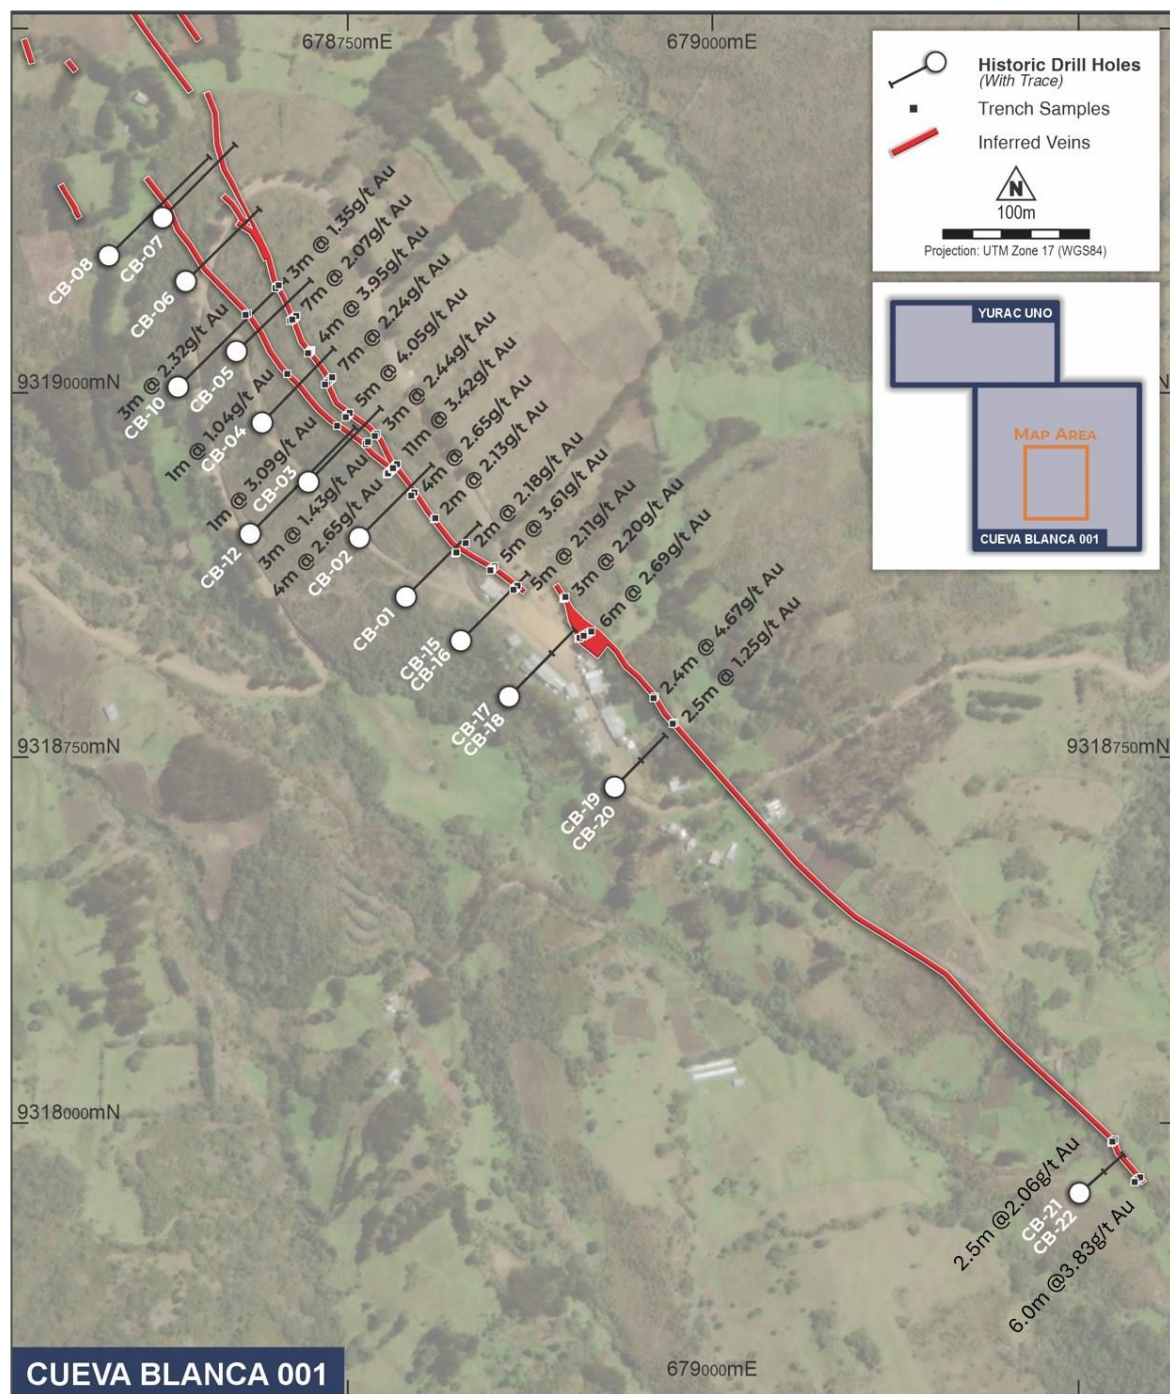 678750mE
679000mE
Historic Drill Holes
(With Trace)
Trench Samples
Inferred Veins
N
100m
Projection: UTM Zone 17 (WGS84)
YURAC UNO
MAP AREA
CUEVA BLANCA 001
3m @ 1.35g/t Au
7m @ 2.07g/t Au
4m @ 3.95g/t Au
7m @ 2.24g/t Au
5m @ 4.05g/t Au
3m @ 2.44g/t Au
11m @ 3.42g/t Au
4m @ 2.65g/t Au
2m @ 2.13g/t Au
2m @ 2.18g/t Au
5m @ 3.61g/t Au
5m @ 2.11g/t Au
3m @ 2.20g/t Au
6m @ 2.69g/t Au
2.4m @ 4.67g/t Au
2.5m @ 1.25g/t Au
CB-08
CB-07
CB-06
3m @ 2.32g/t Au
CB-10
CB-05
9319000mN
1m @ 1.04g/t Au
CB-04
1m @ 3.09g/t Au
CB-03
CB-12
3m @ 1.43g/t Au
4m @ 2.65g/t Au
CB-02
CB-01
CB-15
CB-16
CB-17
CB-18
9318750mN
9318750mN
CB-19
CB-20
9318000mN
2.5m @2.06g/t Au
CB-21
CB-22
6.0m @3.83g/t Au
679000mE
CUEVA BLANCA 001